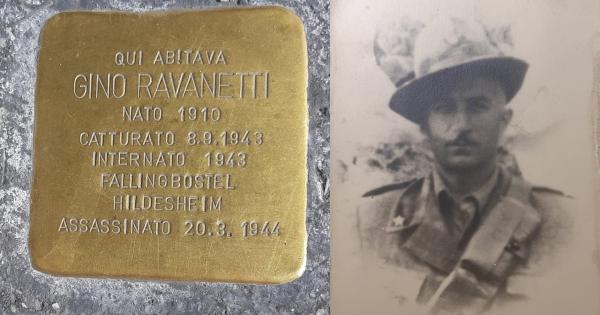 QUI ABITAVA
GINO RAVANETTI
NATO 1910
CATTURATO 8.9.1943
INTERNATO 1943
FALLINGBOSTEL
HILDESHEIM
ASSASSINATO 20.3.1944